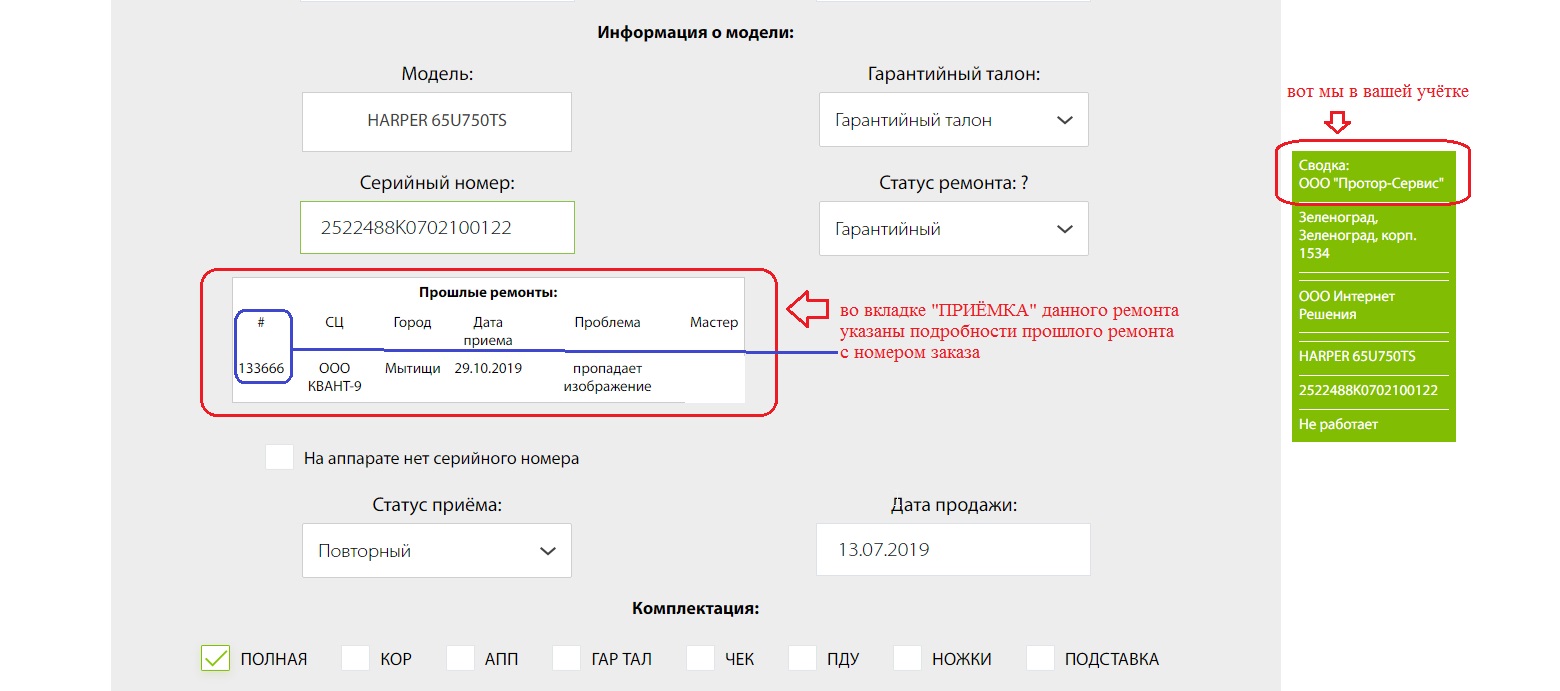 Информация о модели:
Модель:
Гарантийный талон:
HARPER 65U750TS
Гарантийный талон
Серийный номер:
Статус ремонта: ?
2522488K0702100122
Гарантийный
Прошлые ремонты:
# СЦ Город Дата приема Проблема Мастер
133666 ООО КВАНТ-9 Мытищи 29.10.2019 пропадает изображение
во вкладке "ПРИЁМКА" данного ремонта
указаны подробности прошлого ремонта
с номером заказа
На аппарате нет серийного номера
Статус приёма:
Дата продажи:
Повторный
13.07.2019
Комплектация:
ПОЛНАЯ КОР АПП ГАР ТАЛ ЧЕК ПДУ НОЖКИ ПОДСТАВКА
вот мы в вашей учётке
Сводка:
ООО "Протор-Сервис"
Зеленоград,
Зеленоград, корп.
1534
ООО Интернет
Решения
HARPER 65U750TS
2522488K0702100122
Не работает